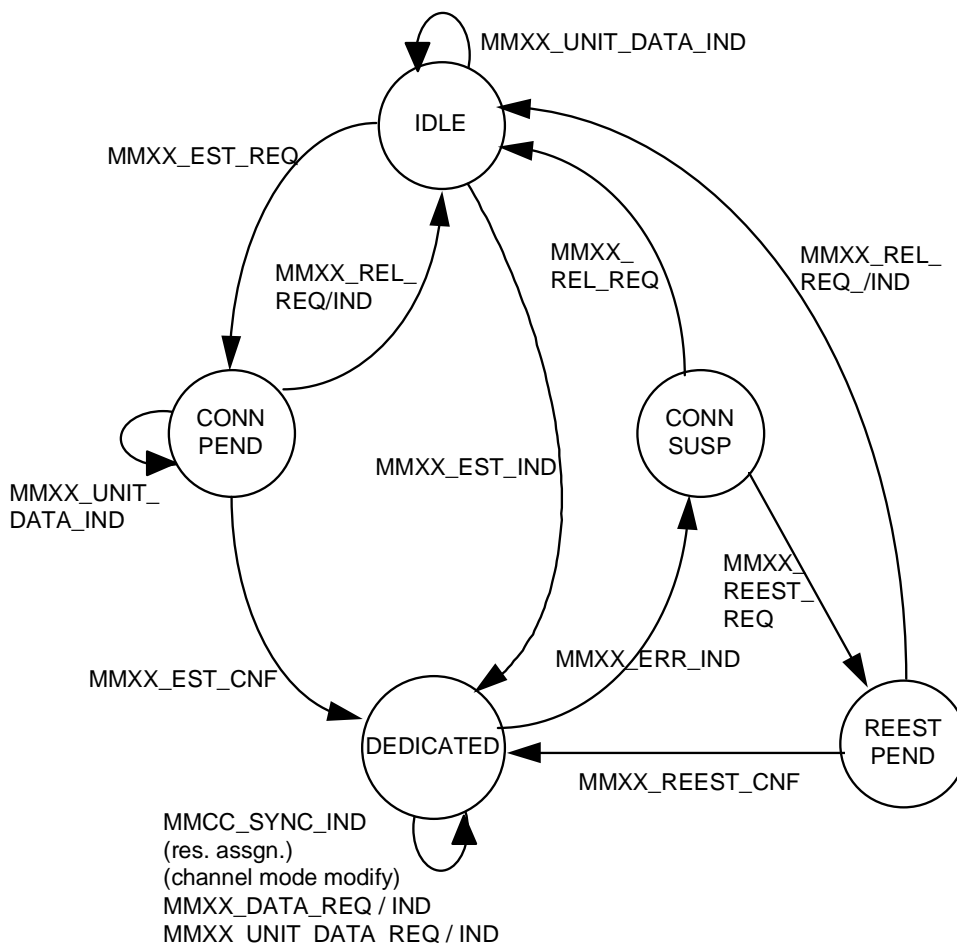 MMXX_UNIT_DATA_IND
IDLE
MMXX_EST_REQ
MMXX_REL_
REQ/IND
MMXX_
REL_REQ
MMXX_REL_
REQ_/IND
CONN
PEND
CONN
SUSP
MMXX_UNIT_
DATA_IND
MMXX_EST_IND
MMXX_
REEST_
REQ
MMXX_ERR_IND
MMXX_EST_CNF
DEDICATED
REEST
PEND
MMXX_REEST_CNF
MMCC_SYNC_IND
(res. assgn.)
(channel mode modify)
MMXX_DATA_REQ / IND
MMXX_UNIT_DATA_REQ / IND